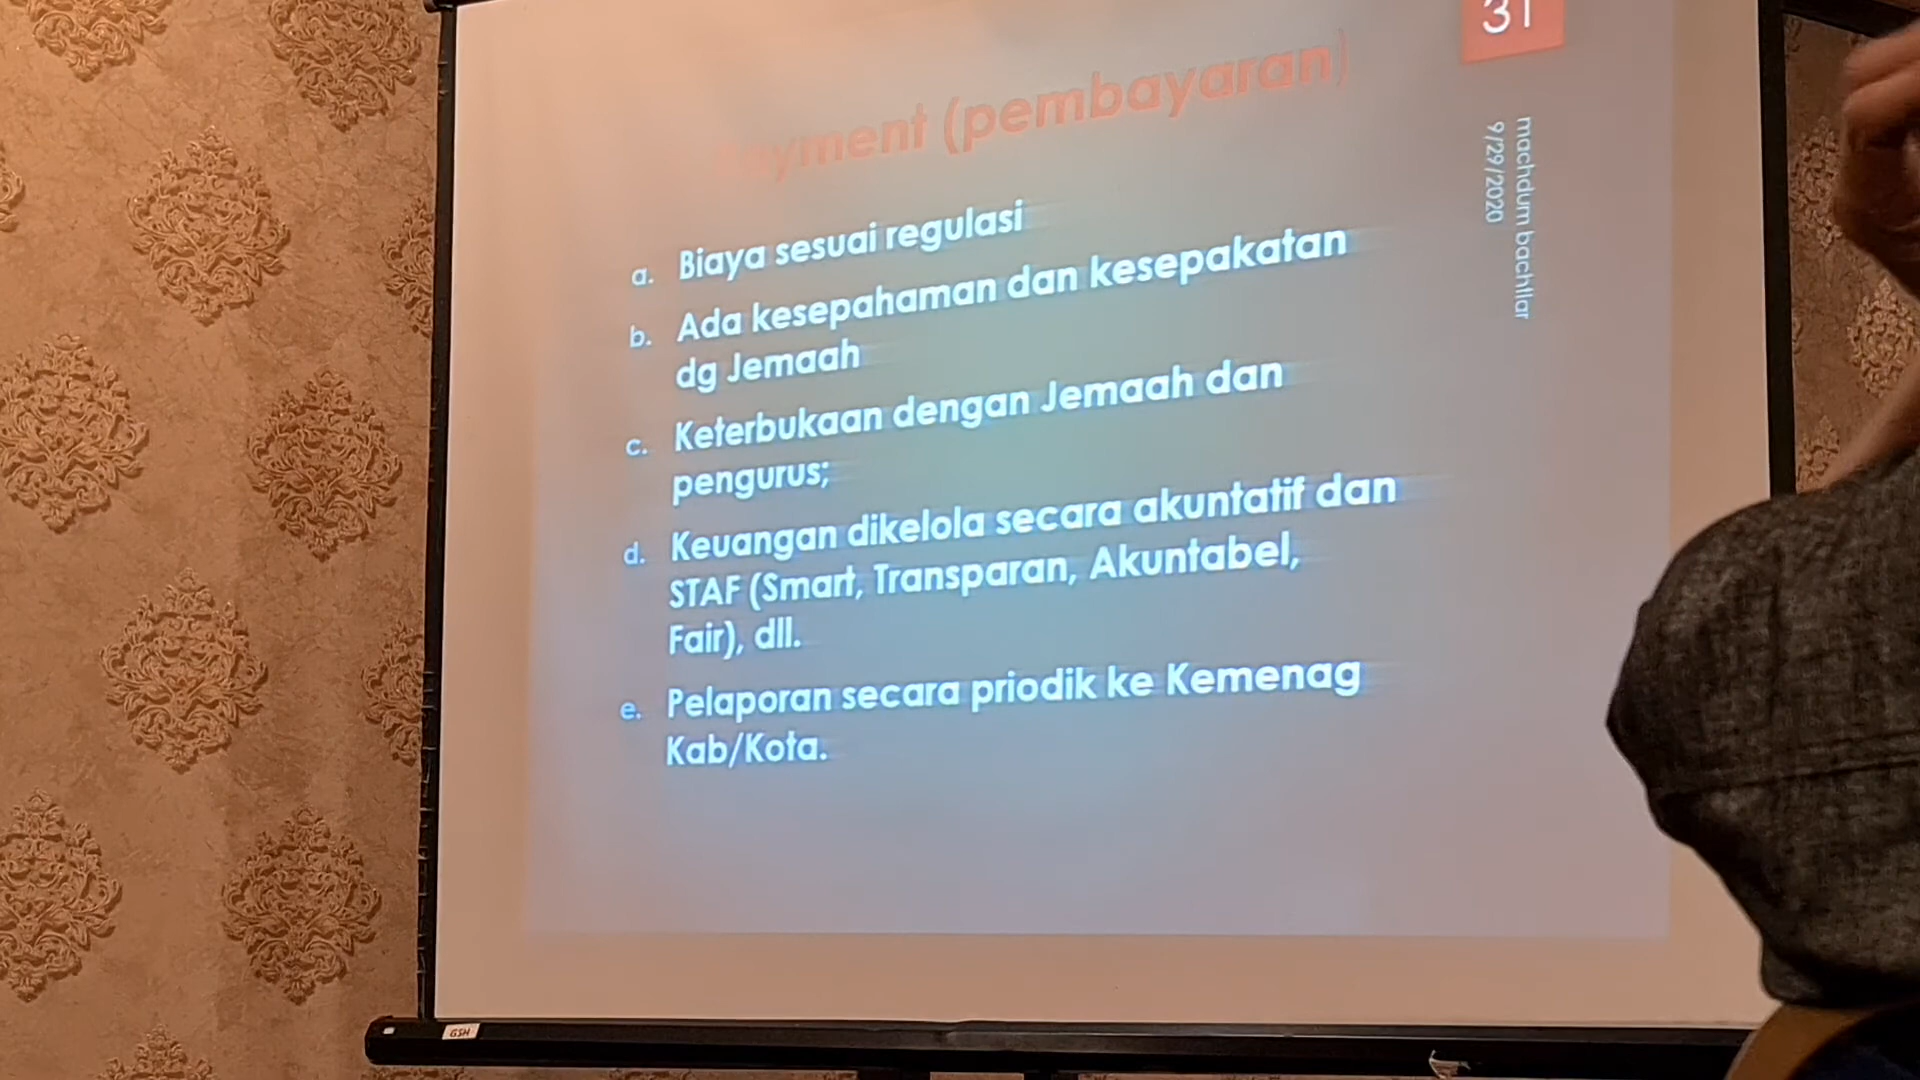 31
Payment (pembayaran)
machdum bachtiar
9/29/2020
a. Biaya sesuai regulasi
b. Ada kesepahaman dan kesepakatan
dg Jemaah
c. Keterbukaan dengan Jemaah dan
pengurus;
d. Keuangan dikelola secara akuntatif dan
STAF (Smart, Transparan, Akuntabel,
Fair), dll.
e. Pelaporan secara priodik ke Kemenag
Kab/Kota.
GSH